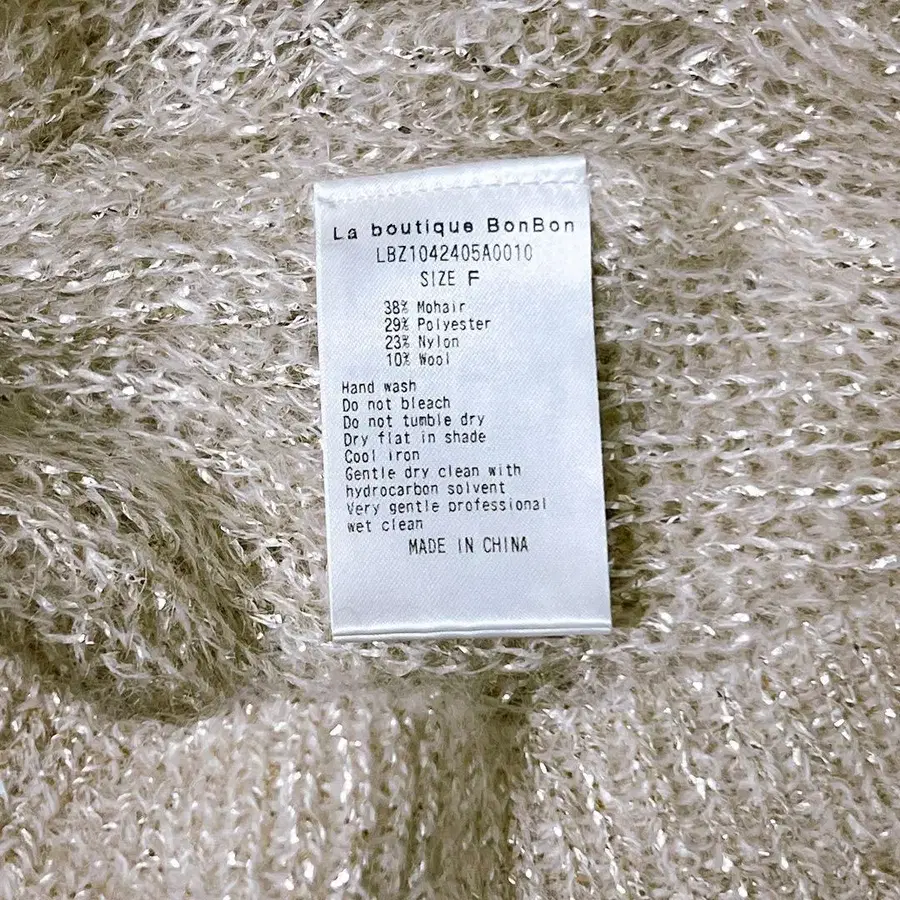 La boutique BonBon
LBZ1042405A0010
SIZE F
38% Mohair
29% Polyester
23% Nylon
10% Wool
Hand wash
Do not bleach
Do not tumble dry
Dry flat in shade
Cool iron
Gentle dry clean with
hydrocarbon solvent
Very gentle professional
wet clean
MADE IN CHINA